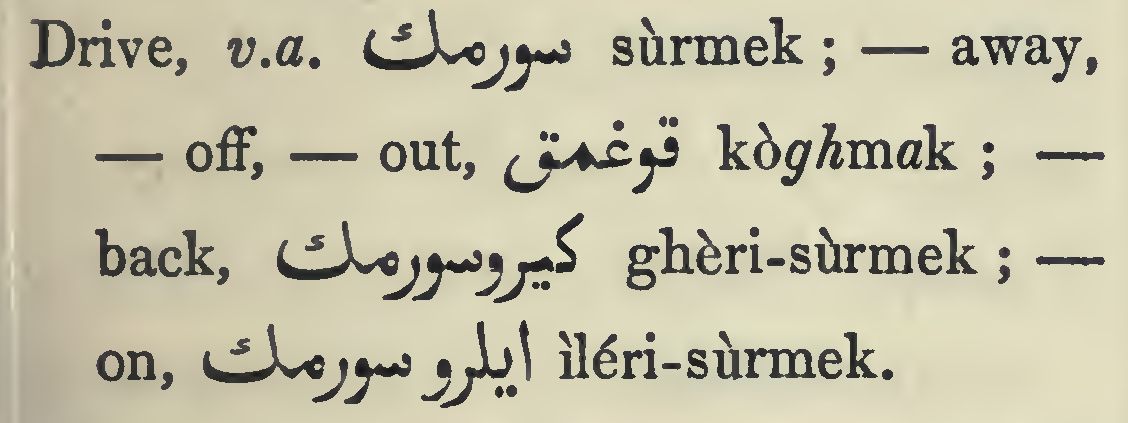 Drive, v.a. سورمك sùrmek ; — away,
— off, — out, قوغمق kòghmak ; —
back, كيروسورمك ghèri-sùrmek ; —
on, ايلرو سورمك ìléri-sùrmek.